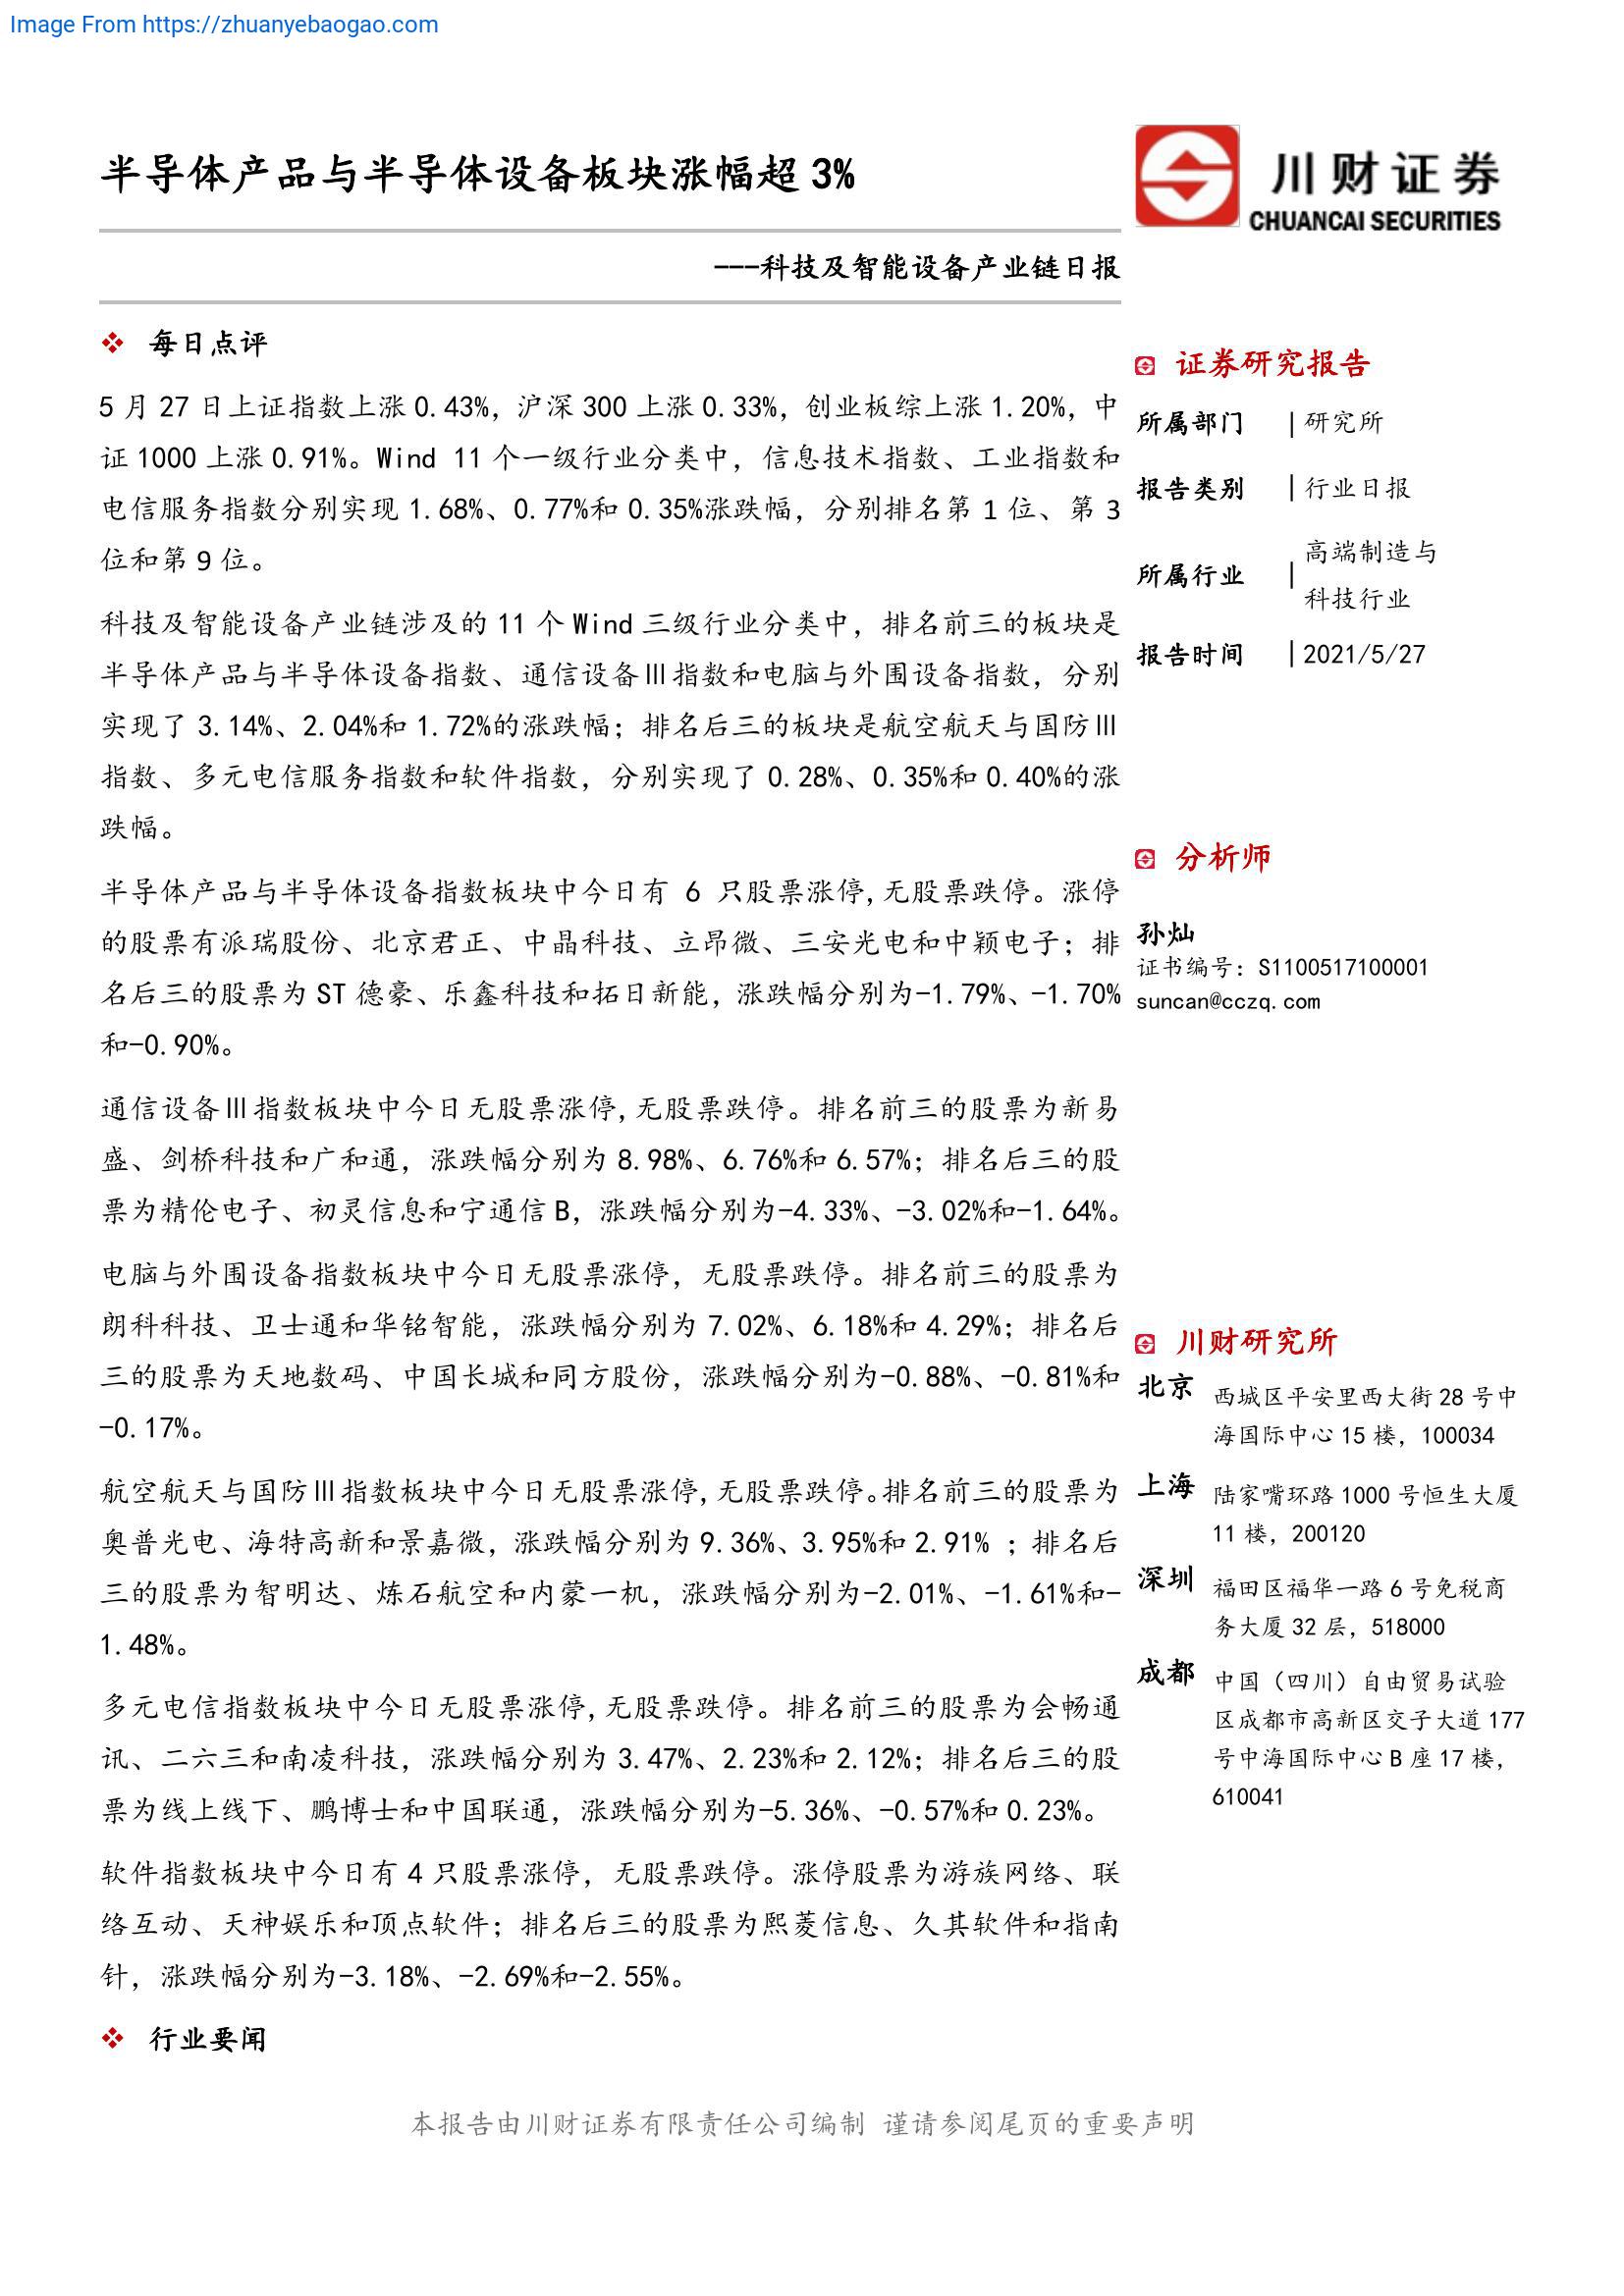 Image From https://zhuanyebaogao.com
半导体产品与半导体设备板块涨幅超 3%
川财证券
CHUANCAI SECURITIES
---科技及智能设备产业链日报
每日点评
5 月 27 日上证指数上涨 0.43%，沪深 300 上涨 0.33%，创业板综上涨 1.20%，中
证 1000 上涨 0.91%。Wind 11 个一级行业分类中，信息技术指数、工业指数和
电信服务指数分别实现 1.68%、0.77%和 0.35%涨跌幅，分别排名第 1 位、第 3
位和第 9 位。
科技及智能设备产业链涉及的 11 个 Wind 三级行业分类中，排名前三的板块是
半导体产品与半导体设备指数、通信设备Ⅲ指数和电脑与外围设备指数，分别
实现了 3.14%、2.04%和 1.72%的涨跌幅；排名后三的板块是航空航天与国防Ⅲ
指数、多元电信服务指数和软件指数，分别实现了 0.28%、0.35%和 0.40%的涨
跌幅。
半导体产品与半导体设备指数板块中今日有 6 只股票涨停,无股票跌停。涨停
的股票有派瑞股份、北京君正、中晶科技、立昂微、三安光电和中颖电子；排
名后三的股票为 ST 德豪、乐鑫科技和拓日新能，涨跌幅分别为-1.79%、-1.70%
和-0.90%。
通信设备Ⅲ指数板块中今日无股票涨停,无股票跌停。排名前三的股票为新易
盛、剑桥科技和广和通，涨跌幅分别为 8.98%、6.76%和 6.57%；排名后三的股
票为精伦电子、初灵信息和宁通信 B，涨跌幅分别为-4.33%、-3.02%和-1.64%。
电脑与外围设备指数板块中今日无股票涨停，无股票跌停。排名前三的股票为
朗科科技、卫士通和华铭智能，涨跌幅分别为 7.02%、6.18%和 4.29%；排名后
三的股票为天地数码、中国长城和同方股份，涨跌幅分别为-0.88%、-0.81%和
-0.17%。
航空航天与国防Ⅲ指数板块中今日无股票涨停,无股票跌停。排名前三的股票为
奥普光电、海特高新和景嘉微，涨跌幅分别为 9.36%、3.95%和 2.91% ；排名后
三的股票为智明达、炼石航空和内蒙一机，涨跌幅分别为-2.01%、-1.61%和-
1.48%。
多元电信指数板块中今日无股票涨停,无股票跌停。排名前三的股票为会畅通
讯、二六三和南凌科技，涨跌幅分别为 3.47%、2.23%和 2.12%；排名后三的股
票为线上线下、鹏博士和中国联通，涨跌幅分别为-5.36%、-0.57%和 0.23%。
软件指数板块中今日有 4 只股票涨停，无股票跌停。涨停股票为游族网络、联
络互动、天神娱乐和顶点软件；排名后三的股票为熙菱信息、久其软件和指南
针，涨跌幅分别为-3.18%、-2.69%和-2.55%。
行业要闻
证券研究报告
所属部门 | 研究所
报告类别 | 行业日报
所属行业 | 高端制造与
科技行业
报告时间 | 2021/5/27
分析师
孙灿
证书编号：S1100517100001
suncan@cczq.com
川财研究所
北京 西城区平安里西大街 28 号中
海国际中心 15 楼，100034
上海 陆家嘴环路 1000 号恒生大厦
11 楼，200120
深圳 福田区福华一路 6 号免税商
务大厦 32 层，518000
成都 中国（四川）自由贸易试验
区成都市高新区交子大道 177
号中海国际中心 B 座 17 楼，
610041
本报告由川财证券有限责任公司编制 谨请参阅尾页的重要声明